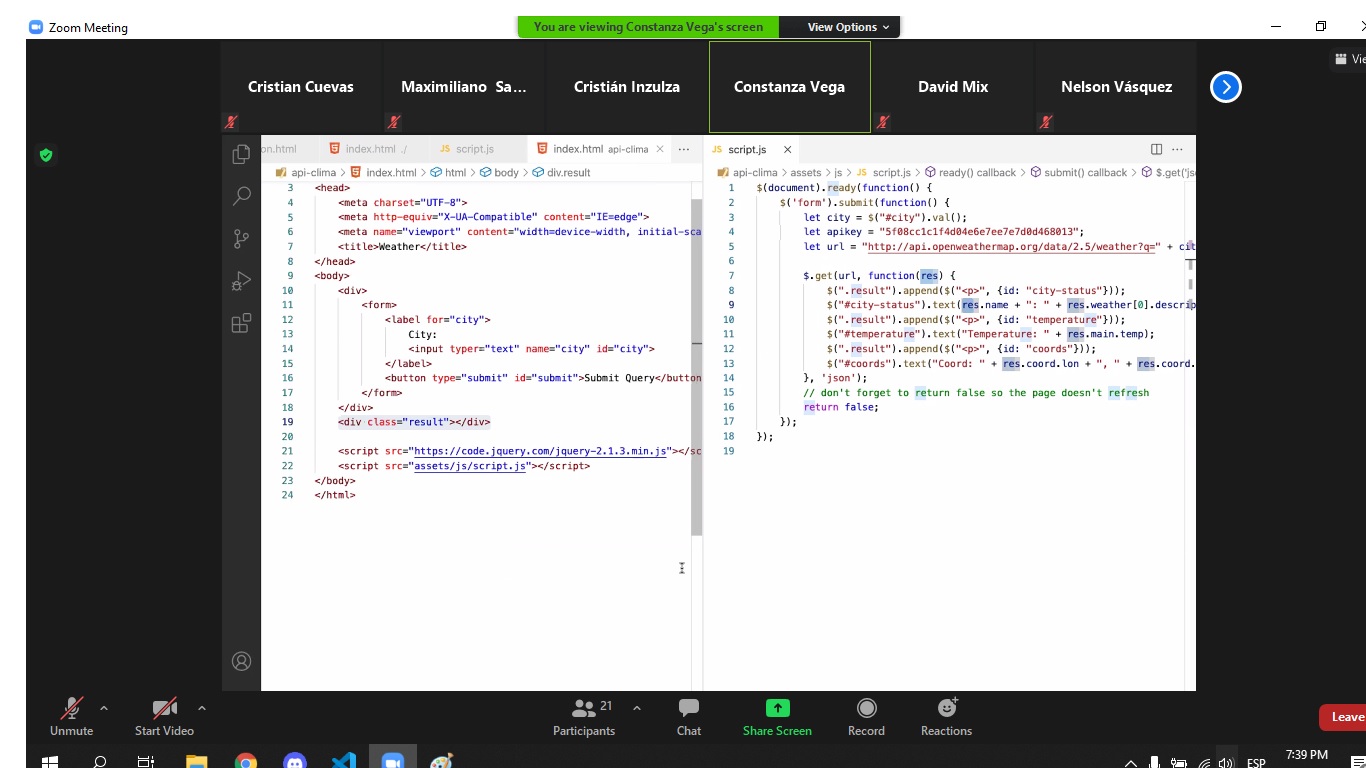 Zoom Meeting
You are viewing Constanza Vega's screen
View Options
Cristian Cuevas
Maximiliano Sa...
Cristián Inzulza
Constanza Vega
David Mix
Nelson Vásquez
Vie
on.html
index.html ./
JS script.js
index.html api-clima
api-clima > index.html > html > body > div.result
3 <head>
4 <meta charset="UTF-8">
5 <meta http-equiv="X-UA-Compatible" content="IE=edge">
6 <meta name="viewport" content="width=device-width, initial-sca
7 <title>Weather</title>
8 </head>
9 <body>
10 <div>
11 <form>
12 <label for="city">
13 City:
14 <input typer="text" name="city" id="city">
15 </label>
16 <button type="submit" id="submit">Submit Query</button
17 </form>
18 </div>
19 <div class="result"></div>
20
21 <script src="https://code.jquery.com/jquery-2.1.3.min.js"></sc
22 <script src="assets/js/script.js"></script>
23 </body>
24 </html>
JS script.js
api-clima > assets > js > JS script.js > ready() callback > submit() callback > $.get('js
1 $(document).ready(function() {
2 $('form').submit(function() {
3 let city = $("#city").val();
4 let apikey = "5f08cc1c1f4d04e6e7ee7e7d0d468013";
5 let url = "http://api.openweathermap.org/data/2.5/weather?q=" + cit
6
7 $.get(url, function(res) {
8 $(".result").append($("<p>", {id: "city-status"}));
9 $("#city-status").text(res.name + ": " + res.weather[0].descrip
10 $(".result").append($("<p>", {id: "temperature"}));
11 $("#temperature").text("Temperature: " + res.main.temp);
12 $(".result").append($("<p>", {id: "coords"}));
13 $("#coords").text("Coord: " + res.coord.lon + ", " + res.coord.
14 }, 'json');
15 // don't forget to return false so the page doesn't refresh
16 return false;
17 });
18 });
19
Unmute
Start Video
21
Participants
Chat
Share Screen
Record
Reactions
Leave
ESP
7:39 PM